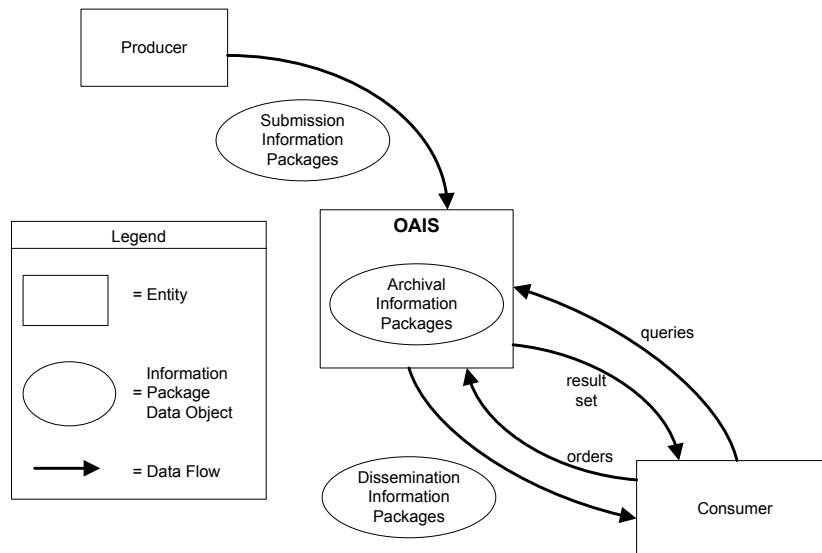 Producer
Submission
Information
Packages
OAIS
Archival
Information
Packages
queries
result
set
orders
Dissemination
Information
Packages
Consumer
Legend
= Entity
Information
= Package
Data Object
= Data Flow